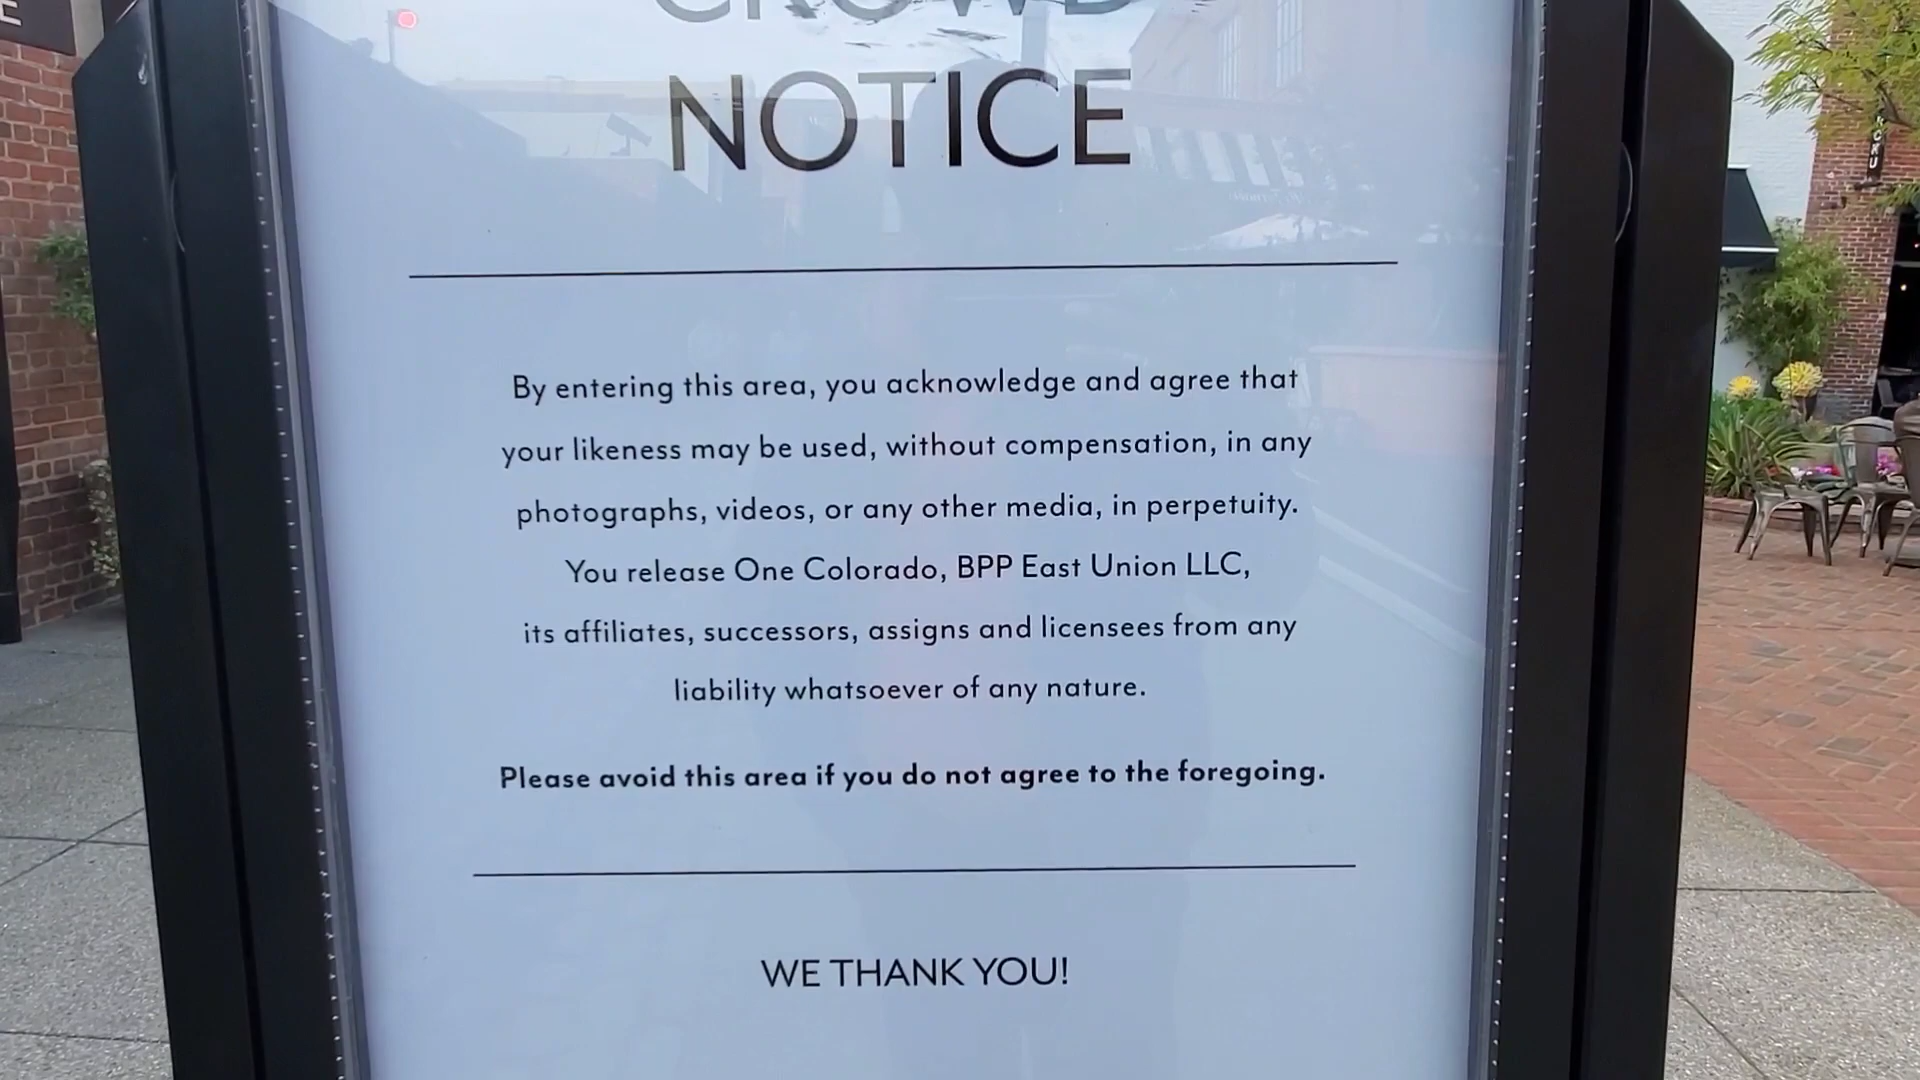 CROWD
NOTICE
By entering this area, you acknowledge and agree that
your likeness may be used, without compensation, in any
photographs, videos, or any other media, in perpetuity.
You release One Colorado, BPP East Union LLC,
its affiliates, successors, assigns and licensees from any
liability whatsoever of any nature.
Please avoid this area if you do not agree to the foregoing.
WE THANK YOU!